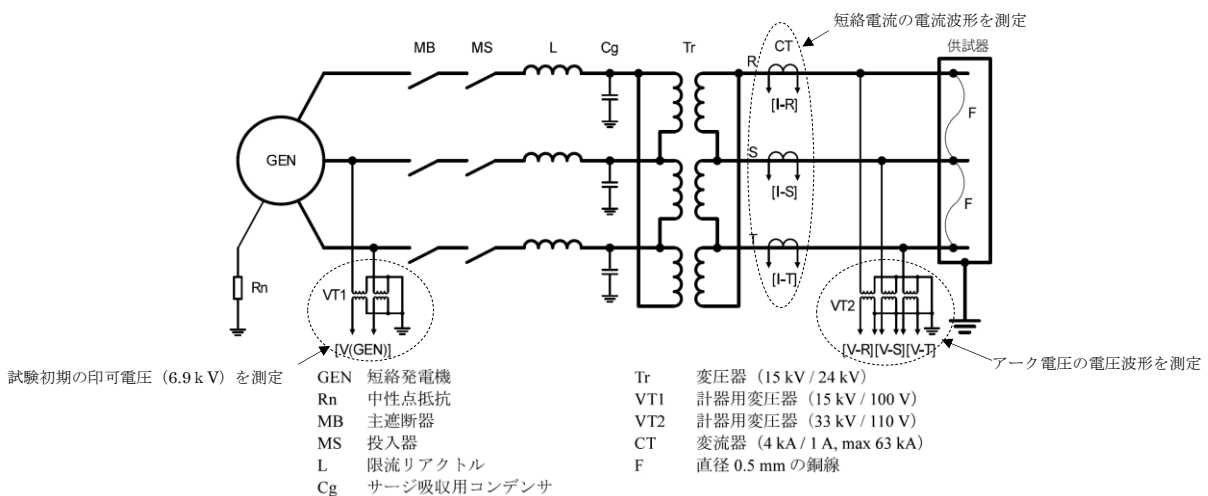 短絡電流の電流波形を測定
MB MS L Cg Tr CT 供試器
R
[I-R]
F
GEN
S
[I-S]
F
T
[I-T]
Rn
VT1
VT2
[V(GEN)]
[V-R][V-S][V-T]
試験初期の印可電圧（6.9ｋV）を測定
アーク電圧の電圧波形を測定
GEN 短絡発電機
Rn 中性点抵抗
MB 主遮断器
MS 投入器
L 限流リアクトル
Cg サージ吸収用コンデンサ
Tr 変圧器（15 kV / 24 kV）
VT1 計器用変圧器（15 kV / 100 V）
VT2 計器用変圧器（33 kV / 110 V）
CT 変流器（4 kA / 1 A, max 63 kA）
F 直径 0.5 mm の銅線